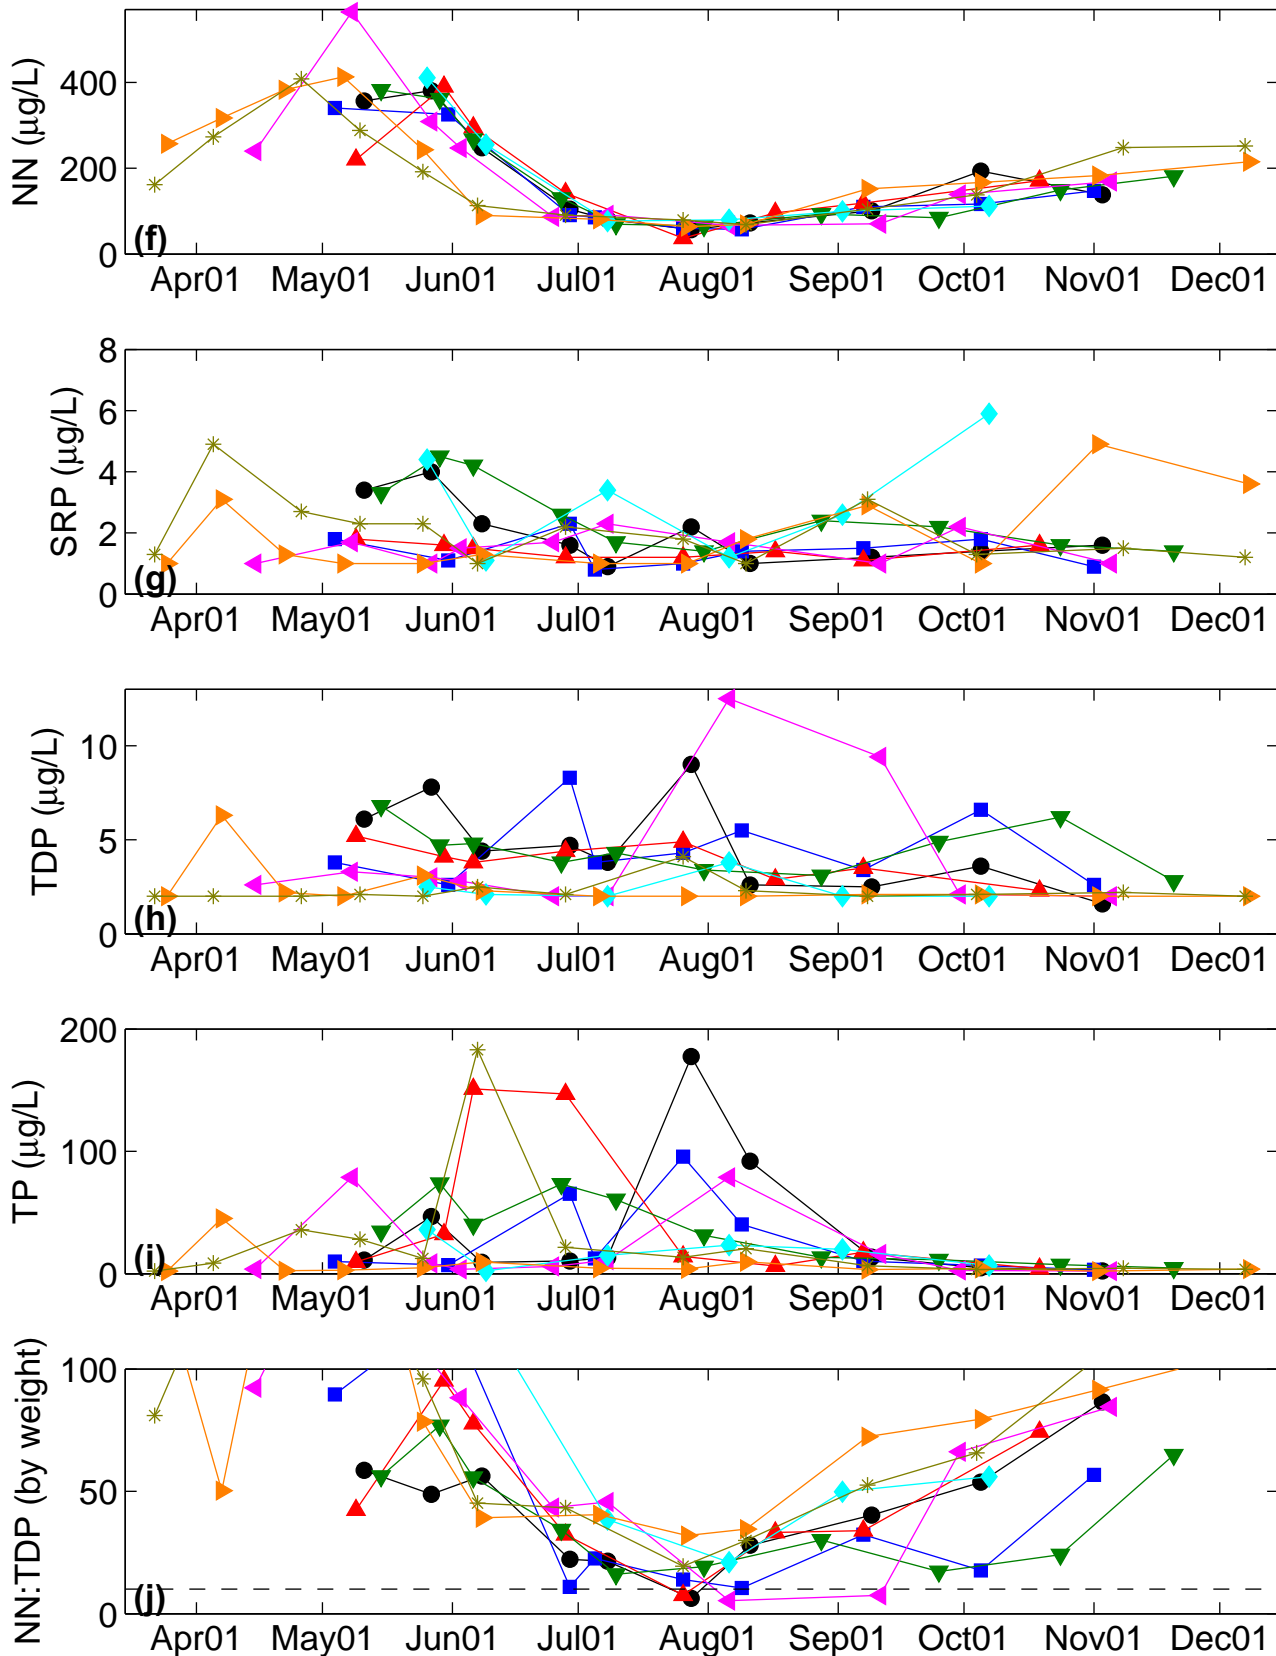 NN (μg/L)
400
200
0
(f)
Apr01 May01 Jun01 Jul01 Aug01 Sep01 Oct01 Nov01 Dec01
SRP (μg/L)
8
6
4
2
0
(g)
Apr01 May01 Jun01 Jul01 Aug01 Sep01 Oct01 Nov01 Dec01
TDP (μg/L)
10
5
0
(h)
Apr01 May01 Jun01 Jul01 Aug01 Sep01 Oct01 Nov01 Dec01
TP (μg/L)
200
100
0
(i)
Apr01 May01 Jun01 Jul01 Aug01 Sep01 Oct01 Nov01 Dec01
NN:TDP (by weight)
100
50
0
(j)
Apr01 May01 Jun01 Jul01 Aug01 Sep01 Oct01 Nov01 Dec01